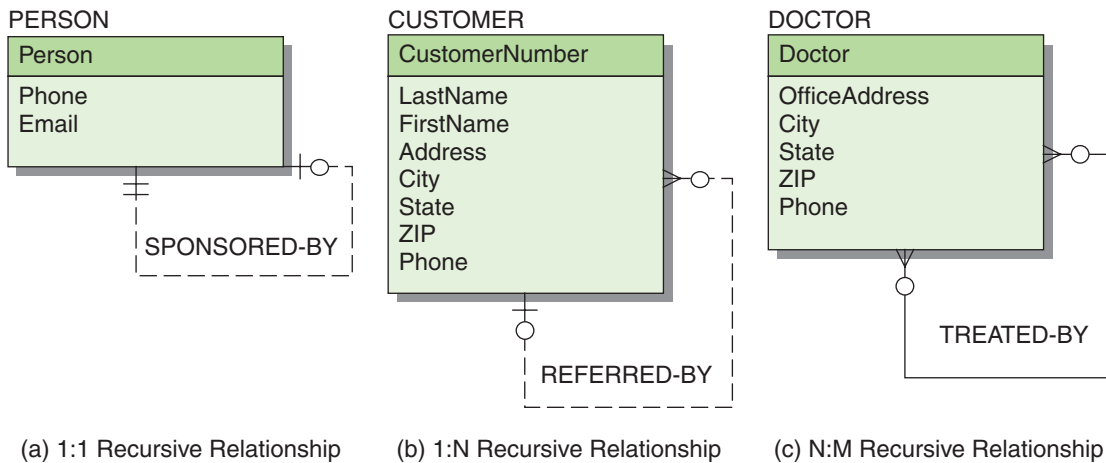 PERSON
Person
Phone
Email
SPONSORED-BY
(a) 1:1 Recursive Relationship
CUSTOMER
CustomerNumber
LastName
FirstName
Address
City
State
ZIP
Phone
REFERRED-BY
(b) 1:N Recursive Relationship
DOCTOR
Doctor
OfficeAddress
City
State
ZIP
Phone
TREATED-BY
(c) N:M Recursive Relationship